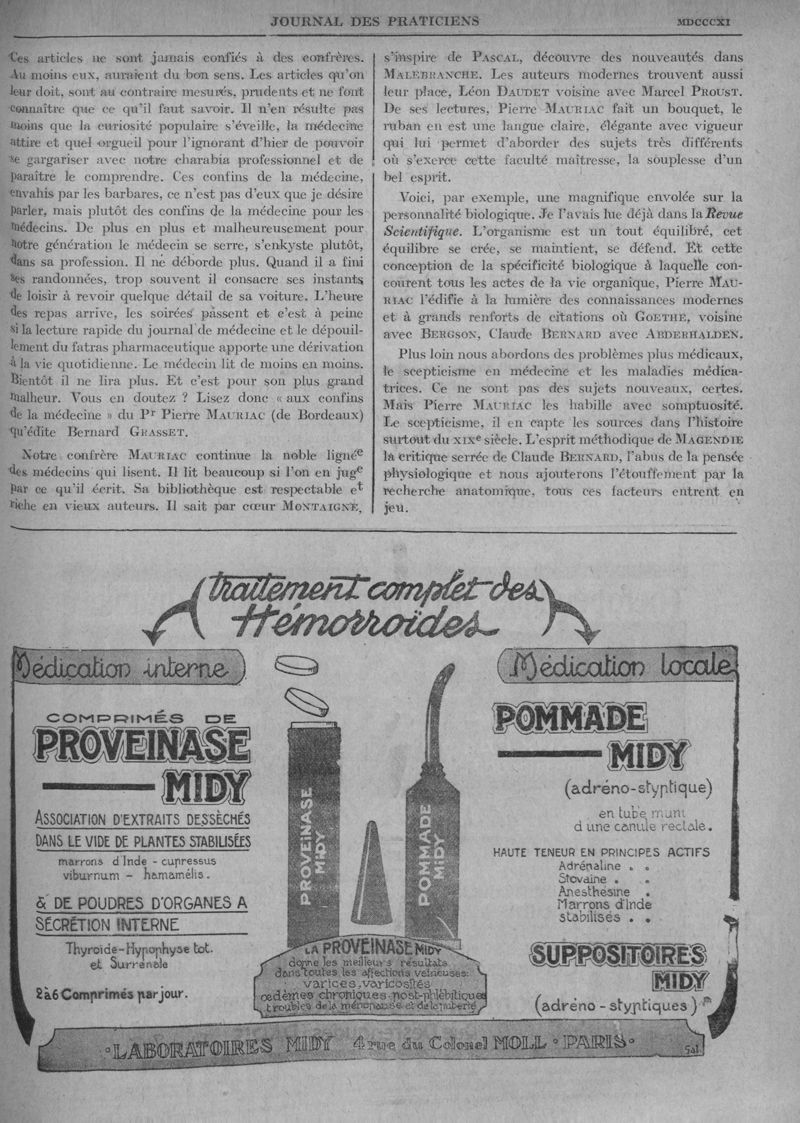 JOURNAL DES PRATICIENS
MDCCCXI
Ces articles ne sont jamais confiés à des confrères.
Au moins eux, auraient du bon sens. Les articles qu'on
leur doit, sont au contraire mesurés, prudents et ne font
connaître que ce qu'il faut savoir. Il n'en résulte pas
moins que la curiosité populaire s'éveille, la médecine
attire et quel orgueil pour l'ignorant d'hier de pouvoir
se gargariser avec notre charabia professionnel et de
paraître le comprendre. Ces confins de la médecine,
envahis par les barbares, ce n'est pas d'eux que je désire
parler, mais plutôt des confins de la médecine pour les
médecins. De plus en plus et malheureusement pour
notre génération le médecin se serre, s'enkyste plutôt,
dans sa profession. Il ne déborde plus. Quand il a fini
ses randonnées, trop souvent il consacre ses instants
de loisir à revoir quelque détail de sa voiture. L'heure
des repas arrive, les soirées passent et c'est à peine
si la lecture rapide du journal de médecine et le dépouil-
lement du fatras pharmaceutique apporte une dérivation
à la vie quotidienne. Le médecin lit de moins en moins.
Bientôt il ne lira plus. Et c'est pour son plus grand
malheur. Vous en doutez ? Lisez donc « aux confins
de la médecine » du Pr Pierre MAURIAC (de Bordeaux)
qu'édite Bernard GRASSET.
Notre confrère MAURIAC continue la noble lignée
des médecins qui lisent. Il lit beaucoup si l'on en juge
par ce qu'il écrit. Sa bibliothèque est respectable et
riche en vieux auteurs. Il sait par cœur MONTAIGNE,
s'inspire de PASCAL, découvre des nouveautés dans
MALEBRANCHE. Les auteurs modernes trouvent aussi
leur place, Léon DAUDET voisine avec Marcel PROUST.
De ses lectures, Pierre MAURIAC fait un bouquet, le
ruban en est une langue claire, élégante avec vigueur
qui lui permet d'aborder des sujets très différents
où s'exerce cette faculté maîtresse, la souplesse d'un
bel esprit.
Voici, par exemple, une magnifique envolée sur la
personnalité biologique. Je l'avais lue déjà dans la Revue
Scientifique. L'organisme est un tout équilibré, cet
équilibre se crée, se maintient, se défend. Et cette
conception de la spécificité biologique à laquelle con-
courent tous les actes de la vie organique, Pierre MAU-
RIAC l'édifie à la lumière des connaissances modernes
et à grands renforts de citations où GOETHE, voisine
avec BERGSON, Claude BERNARD avec ABDERHALDEN.
Plus loin nous abordons des problèmes plus médicaux,
le scepticisme en médecine et les maladies médica-
trices. Ce ne sont pas des sujets nouveaux, certes.
Mais Pierre MAURIAC les habille avec somptuosité.
Le scepticisme, il en capte les sources dans l'histoire
surtout du XIXe siècle. L'esprit méthodique de MAGENDIE
la critique serrée de Claude BERNARD, l'abus de la pensée
physiologique et nous ajouterons l'étouffement par la
recherche anatomique, tous ces facteurs entrent en
jeu.
traitement complet des
Hémorroïdes
Médication interne
COMPRIMÉS DE
PROVEINASE
MIDY
ASSOCIATION D'EXTRAITS DESSÈCHÉS
DANS LE VIDE DE PLANTES STABILISÉES
marrons d'Inde - cupressus
viburnum - hamamélis.
& DE POUDRES D'ORGANES A
SÉCRÉTION INTERNE
Thyroïde-Hypophyse tot.
et Surrénale
2 à 6 Comprimés par jour.
PROVEINASE MIDY
POMMADE MIDY
LA PROVEINASE MIDY
donne les meilleurs résultats
dans toutes les affections veineuses:
varices, varicosités
œdèmes chroniques post-phlébitiques
troubles de la ménopause et de la puberté
Médication locale
POMMADE
MIDY
(adréno-styptique)
en tube muni
d'une canule rectale.
HAUTE TENEUR EN PRINCIPES ACTIFS
Adrénaline . .
Stovaine . .
Anesthésine .
Marrons d'Inde
stabilisés . .
SUPPOSITOIRES
MIDY
(adréno-styptiques)
LABORATOIRES MIDY 4 rue du Colonel MOLL PARIS